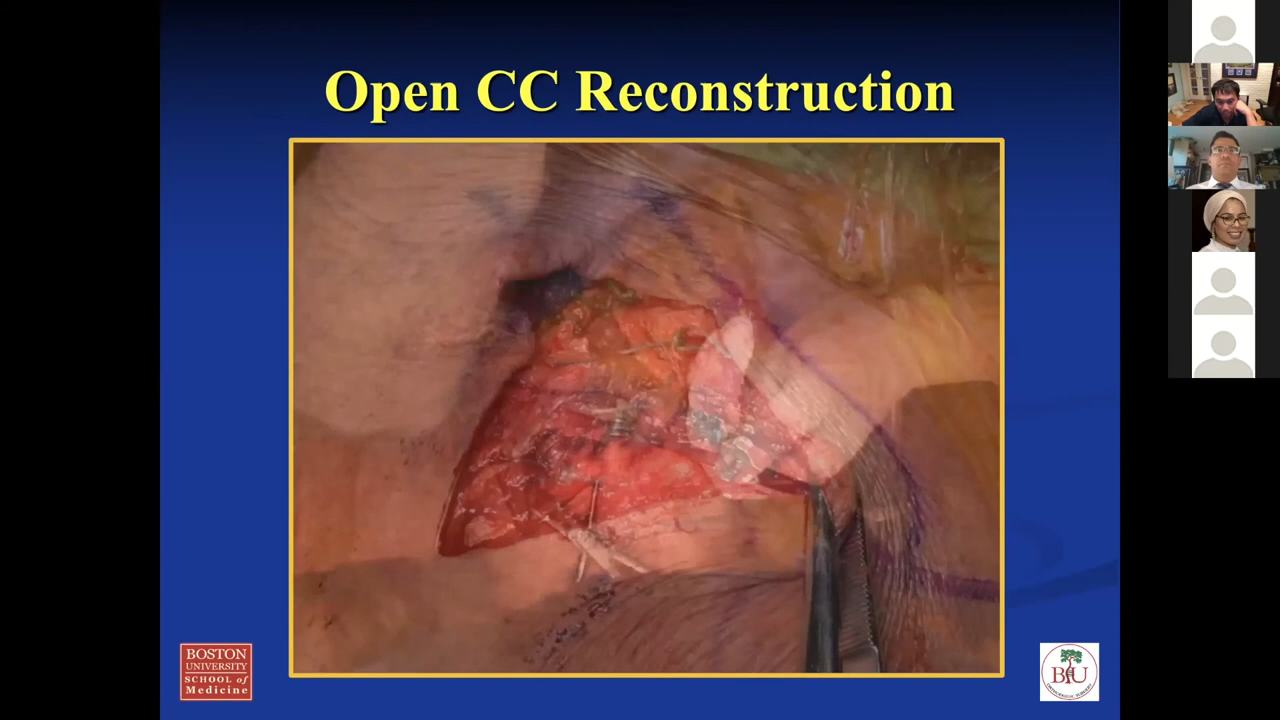 Open CC Reconstruction
BOSTON
UNIVERSITY
SCHOOL of
Medicine
BU